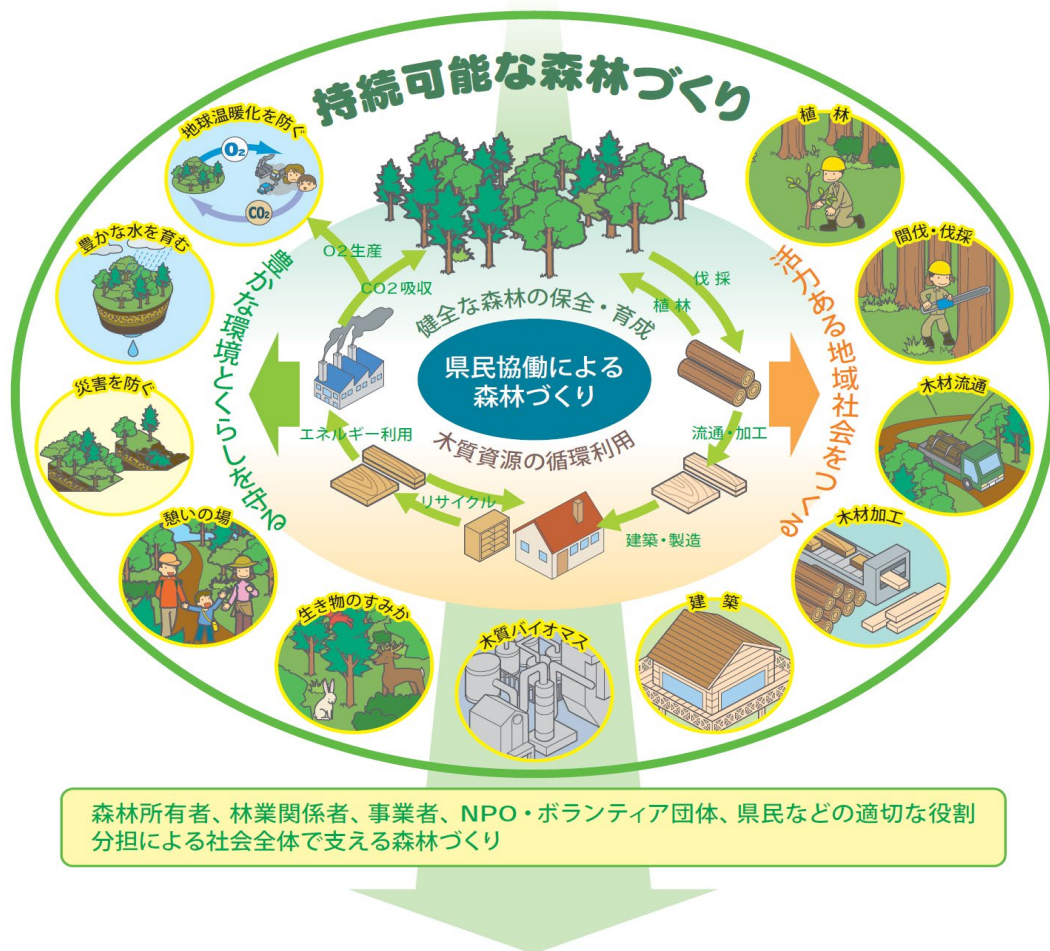 持続可能な森林づくり
地球温暖化を防ぐ
O₂
CO₂
植 林
豊かな水を育む
間伐・伐採
O2生産
CO2吸収
伐 採
植 林
健全な森林の保全・育成
県民協働による
森林づくり
木質資源の循環利用
豊かな環境とくらしを守る
活力ある地域社会をつくる
災害を防ぐ
木材流通
エネルギー利用
流通・加工
リサイクル
建築・製造
憩いの場
木材加工
生き物のすみか
木質バイオマス
建 築
森林所有者、林業関係者、事業者、NPO・ボランティア団体、県民などの適切な役割
分担による社会全体で支える森林づくり